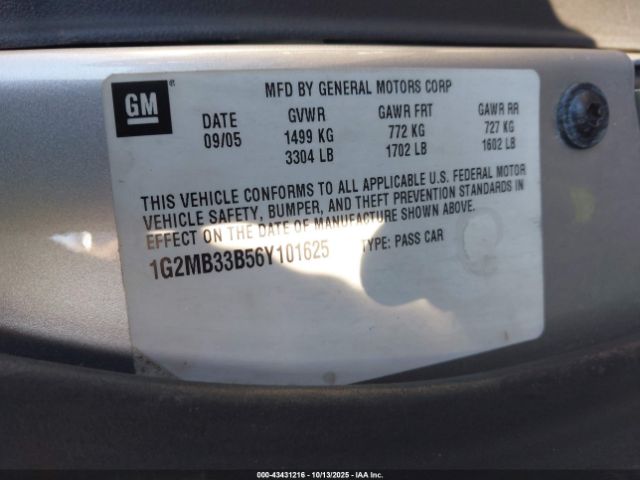 GM ®
MFD BY GENERAL MOTORS CORP
DATE GVWR GAWR FRT GAWR RR
09/05 1499 KG 772 KG 727 KG
3304 LB 1702 LB 1602 LB
THIS VEHICLE CONFORMS TO ALL APPLICABLE U.S. FEDERAL MOTOR
VEHICLE SAFETY, BUMPER, AND THEFT PREVENTION STANDARDS IN
EFFECT ON THE DATE OF MANUFACTURE SHOWN ABOVE.
1G2MB33B56Y101625 TYPE: PASS CAR
000-43431216 - 10/13/2025 - IAA Inc.